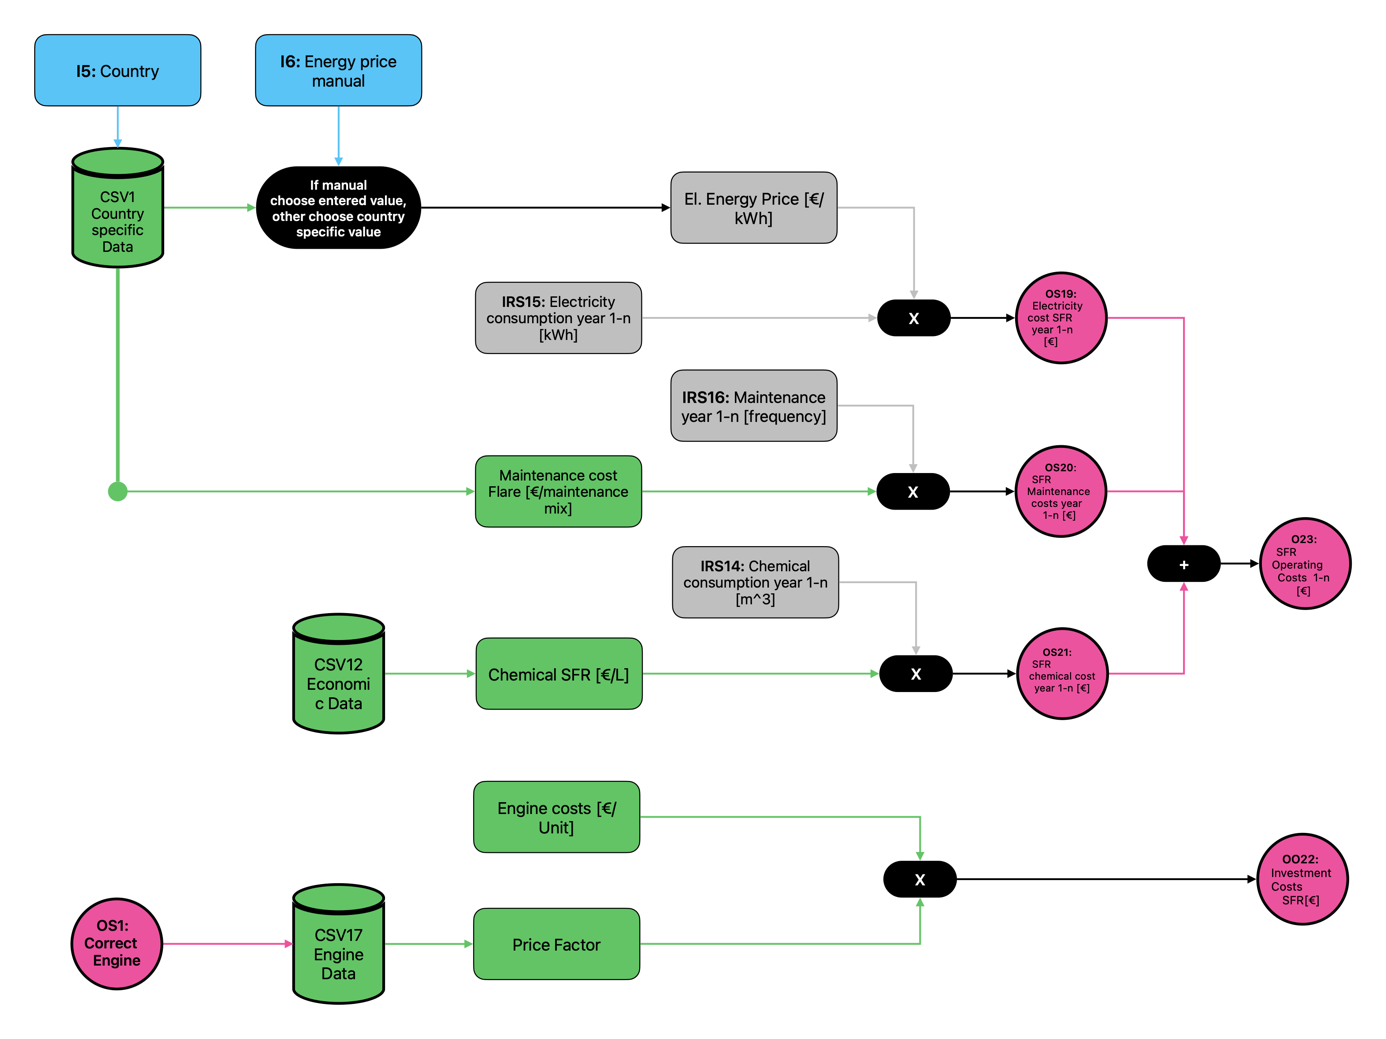 I5: Country
I6: Energy price
manual
CSV1
Country
specific
Data
If manual
choose entered value,
other choose country
specific value
El. Energy Price [€/
kWh]
IRS15: Electricity
consumption year 1-n
[kWh]
X
OS19:
Electricity
cost SFR
year 1-n
[€]
IRS16: Maintenance
year 1-n [frequency]
Maintenance cost
Flare [€/maintenance
mix]
X
OS20:
SFR
Maintenance
costs year
1-n [€]
IRS14: Chemical
consumption year 1-n
[m^3]
+
O23:
SFR
Operating
Costs 1-n
[€]
CSV12
Economi
c Data
Chemical SFR [€/L]
X
OS21:
SFR
chemical cost
year 1-n [€]
Engine costs [€/
Unit]
X
OO22:
Investment
Costs
SFR[€]
OS1:
Correct
Engine
CSV17
Engine
Data
Price Factor